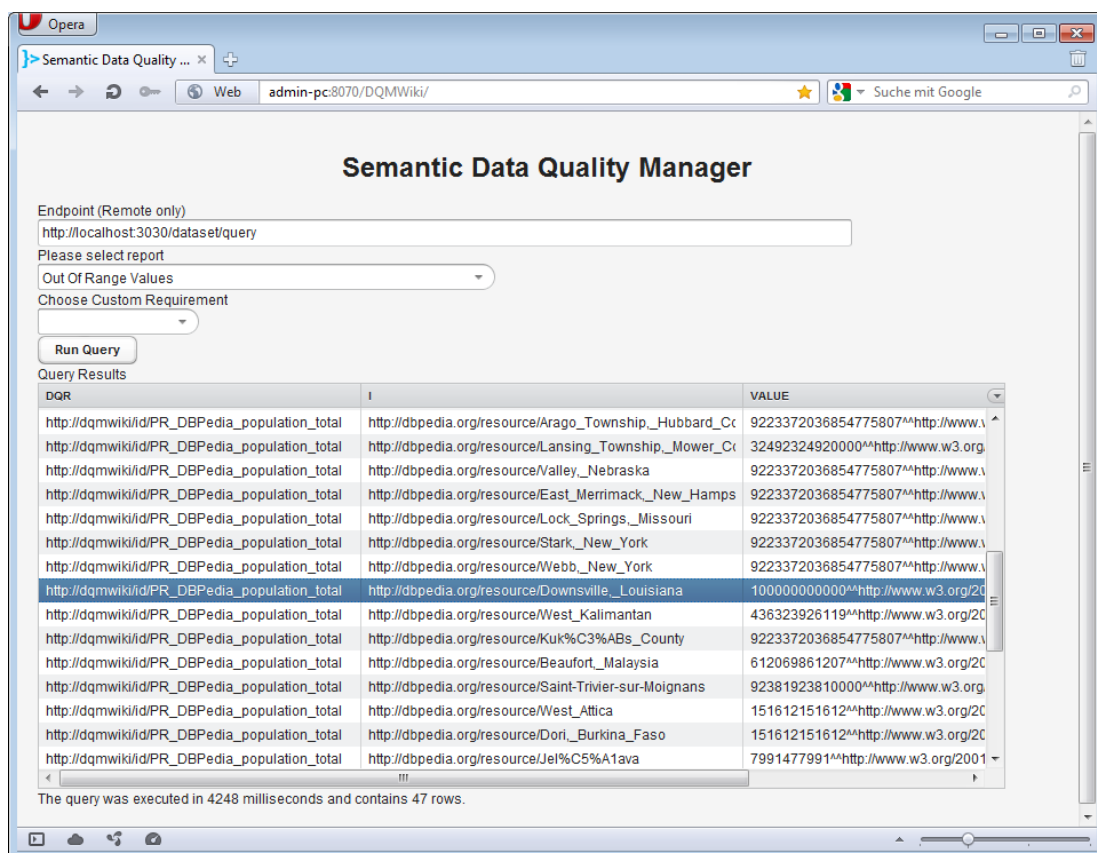 Opera
Semantic Data Quality ...
Web admin-pc:8070/DQMWiki/ Suche mit Google
Semantic Data Quality Manager
Endpoint (Remote only)
http://localhost:3030/dataset/query
Please select report
Out Of Range Values
Choose Custom Requirement
Run Query
Query Results
DQR I VALUE
http://dqmwiki/id/PR_DBPedia_population_total http://dbpedia.org/resource/Arago_Township,_Hubbard_Co 9223372036854775807^^http://www.w
http://dqmwiki/id/PR_DBPedia_population_total http://dbpedia.org/resource/Lansing_Township,_Mower_Co 32492324920000^^http://www.w3.org/
http://dqmwiki/id/PR_DBPedia_population_total http://dbpedia.org/resource/Valley,_Nebraska 9223372036854775807^^http://www.w
http://dqmwiki/id/PR_DBPedia_population_total http://dbpedia.org/resource/East_Merrimack,_New_Hamps 9223372036854775807^^http://www.w
http://dqmwiki/id/PR_DBPedia_population_total http://dbpedia.org/resource/Lock_Springs,_Missouri 9223372036854775807^^http://www.w
http://dqmwiki/id/PR_DBPedia_population_total http://dbpedia.org/resource/Stark,_New_York 9223372036854775807^^http://www.w
http://dqmwiki/id/PR_DBPedia_population_total http://dbpedia.org/resource/Webb,_New_York 9223372036854775807^^http://www.w
http://dqmwiki/id/PR_DBPedia_population_total http://dbpedia.org/resource/Downsville,_Louisiana 100000000000^^http://www.w3.org/20
http://dqmwiki/id/PR_DBPedia_population_total http://dbpedia.org/resource/West_Kalimantan 436323926119^^http://www.w3.org/20
http://dqmwiki/id/PR_DBPedia_population_total http://dbpedia.org/resource/Kuk%C3%ABs_County 9223372036854775807^^http://www.w
http://dqmwiki/id/PR_DBPedia_population_total http://dbpedia.org/resource/Beaufort,_Malaysia 612069861207^^http://www.w3.org/20
http://dqmwiki/id/PR_DBPedia_population_total http://dbpedia.org/resource/Saint-Trivier-sur-Moignans 92381923810000^^http://www.w3.org/
http://dqmwiki/id/PR_DBPedia_population_total http://dbpedia.org/resource/West_Attica 151612151612^^http://www.w3.org/20
http://dqmwiki/id/PR_DBPedia_population_total http://dbpedia.org/resource/Dori,_Burkina_Faso 151612151612^^http://www.w3.org/20
http://dqmwiki/id/PR_DBPedia_population_total http://dbpedia.org/resource/Jel%C5%A1ava 7991477991^^http://www.w3.org/2001
The query was executed in 4248 milliseconds and contains 47 rows.